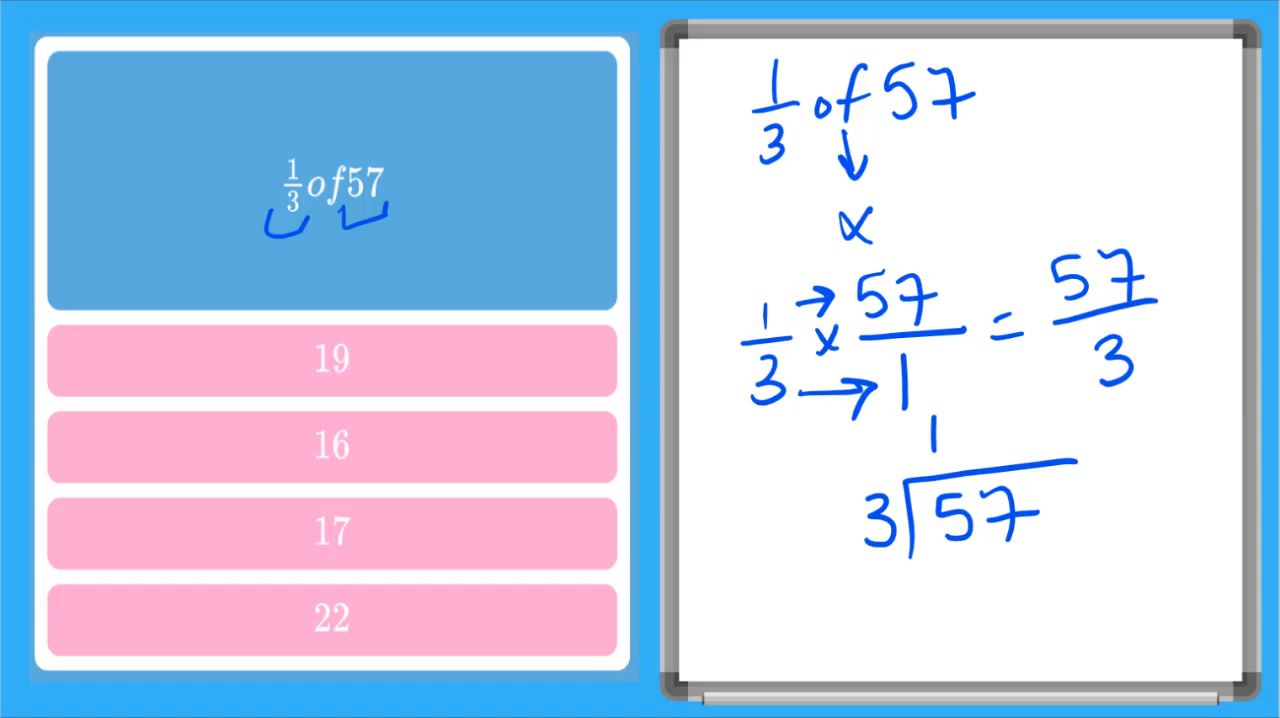 1/3 of 57
19
16
17
22
1/3 of 57
↓
×
1/3 × 57/1 = 57/3
1
3 57